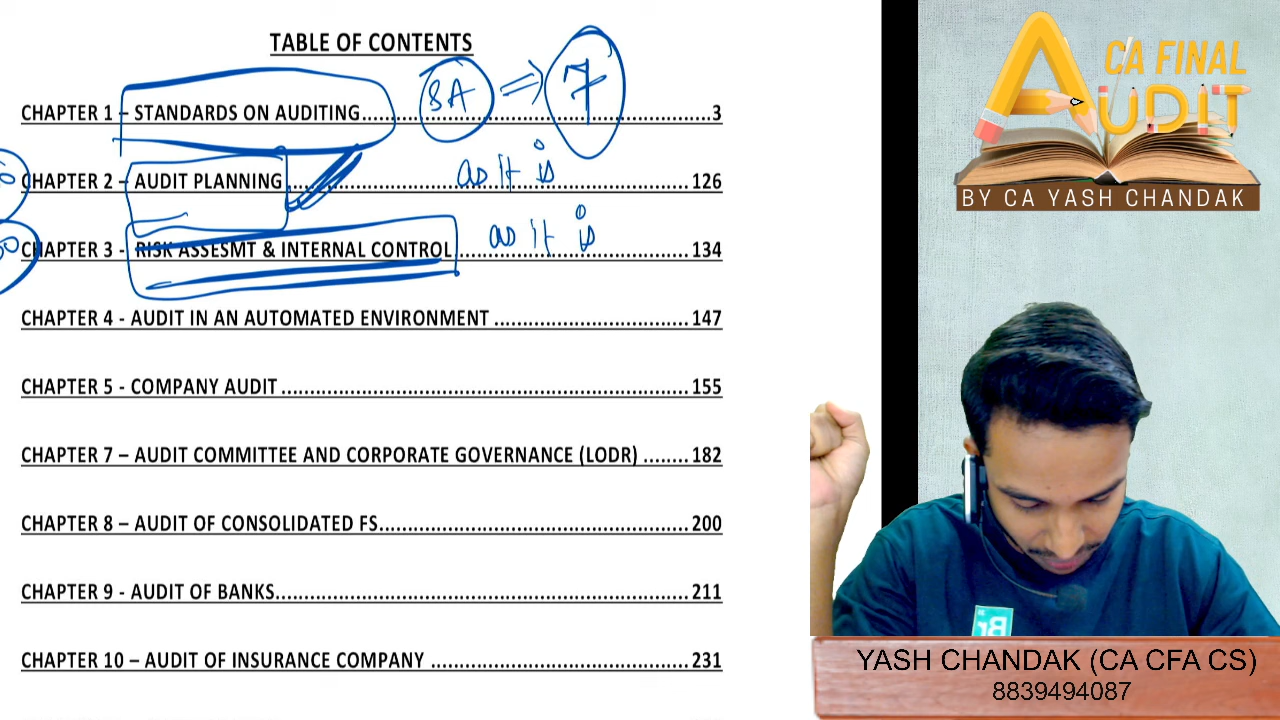 TABLE OF CONTENTS
SA ⇒ 7
CHAPTER 1 – STANDARDS ON AUDITING..........3
as it is
CHAPTER 2 – AUDIT PLANNING..........126
as it is
CHAPTER 3 - RISK ASSESMT & INTERNAL CONTROL..........134
CHAPTER 4 - AUDIT IN AN AUTOMATED ENVIRONMENT..........147
CHAPTER 5 - COMPANY AUDIT..........155
CHAPTER 7 – AUDIT COMMITTEE AND CORPORATE GOVERNANCE (LODR)........182
CHAPTER 8 – AUDIT OF CONSOLIDATED FS..........200
CHAPTER 9 - AUDIT OF BANKS..........211
CHAPTER 10 – AUDIT OF INSURANCE COMPANY..........231
CA FINAL
AUDIT
BY CA YASH CHANDAK
Br
YASH CHANDAK (CA CFA CS)
8839494087